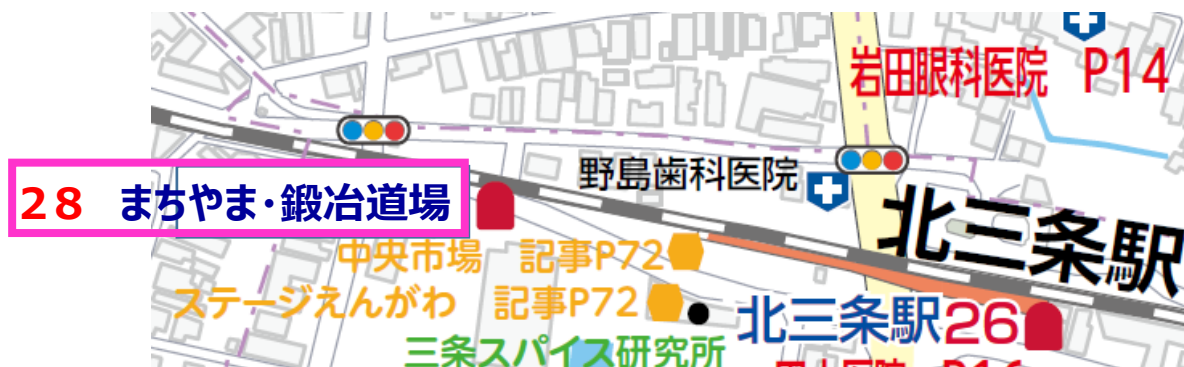 岩田眼科医院 P14
野島歯科医院
28 まちやま・鍛冶道場
北三条駅
中央市場 記事P72
ステージえんがわ 記事P72
北三条駅26
三条スパイス研究所